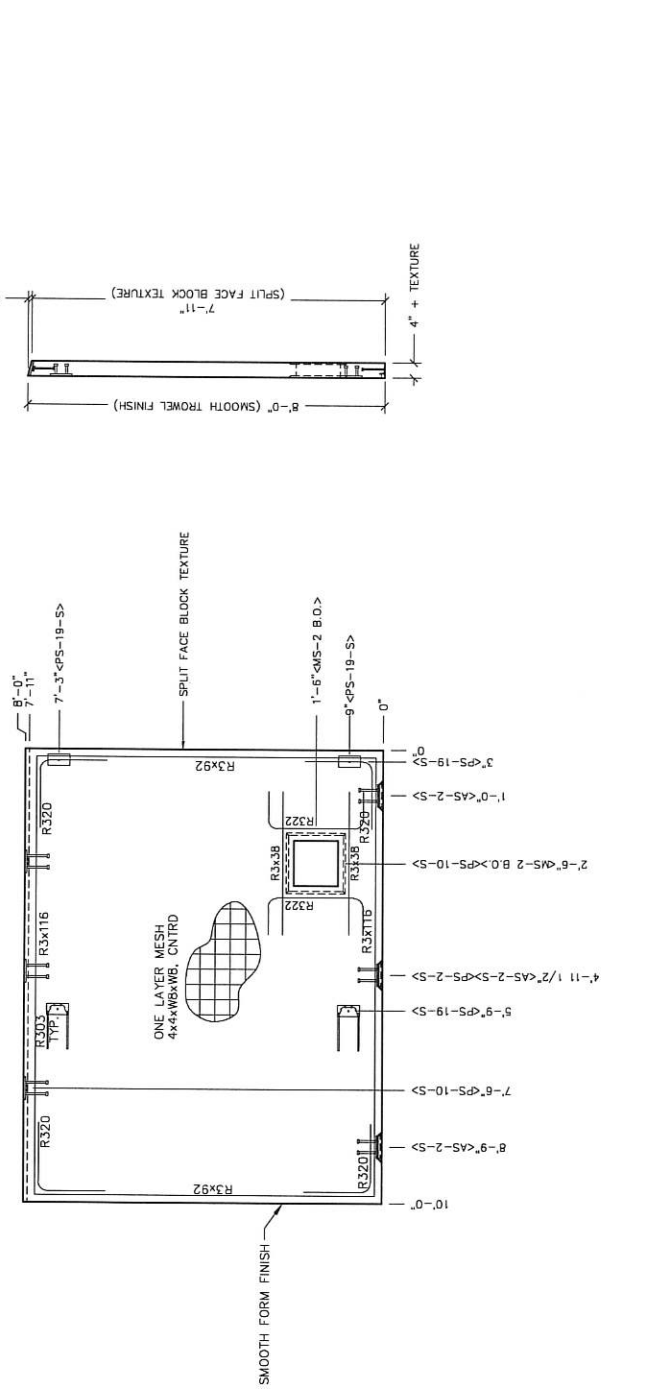 7'-11"
(SPLIT FACE BLOCK TEXTURE)
4" + TEXTURE
8'-0" (SMOOTH TROWEL FINISH)
SPLIT FACE BLOCK TEXTURE
8'-0"
7'-11"
7'-3"<PS-19-S>
1'-6"<MS-2 B.O.>
9"<PS-19-S>
0"
0"
3"<PS-19-S>
1'-0"<AS-2-S>
2'-6"<MS-2 B.O.><PS-10-S>
4'-11 1/2"<AS-2-S><PS-2-S>
5'-9"<PS-19-S>
7'-6"<PS-10-S>
8'-9"<AS-2-S>
10'-0"
R3x92
R320
R320
R322
R3x38
R3x38
R322
R3x116
R3x116
ONE LAYER MESH
4x4xW8xW8, CNTRD
R303
TYP.
R320
R320
R3x92
SMOOTH FORM FINISH